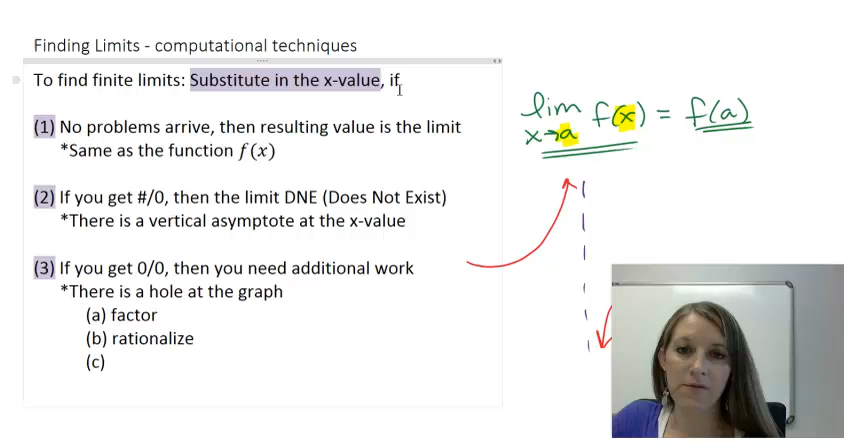 Finding Limits - computational techniques
To find finite limits: Substitute in the x-value, if
(1) No problems arrive, then resulting value is the limit
*Same as the function f(x)
(2) If you get #/0, then the limit DNE (Does Not Exist)
*There is a vertical asymptote at the x-value
(3) If you get 0/0, then you need additional work
*There is a hole at the graph
(a) factor
(b) rationalize
(c)
lim f(x) = f(a)
x→a